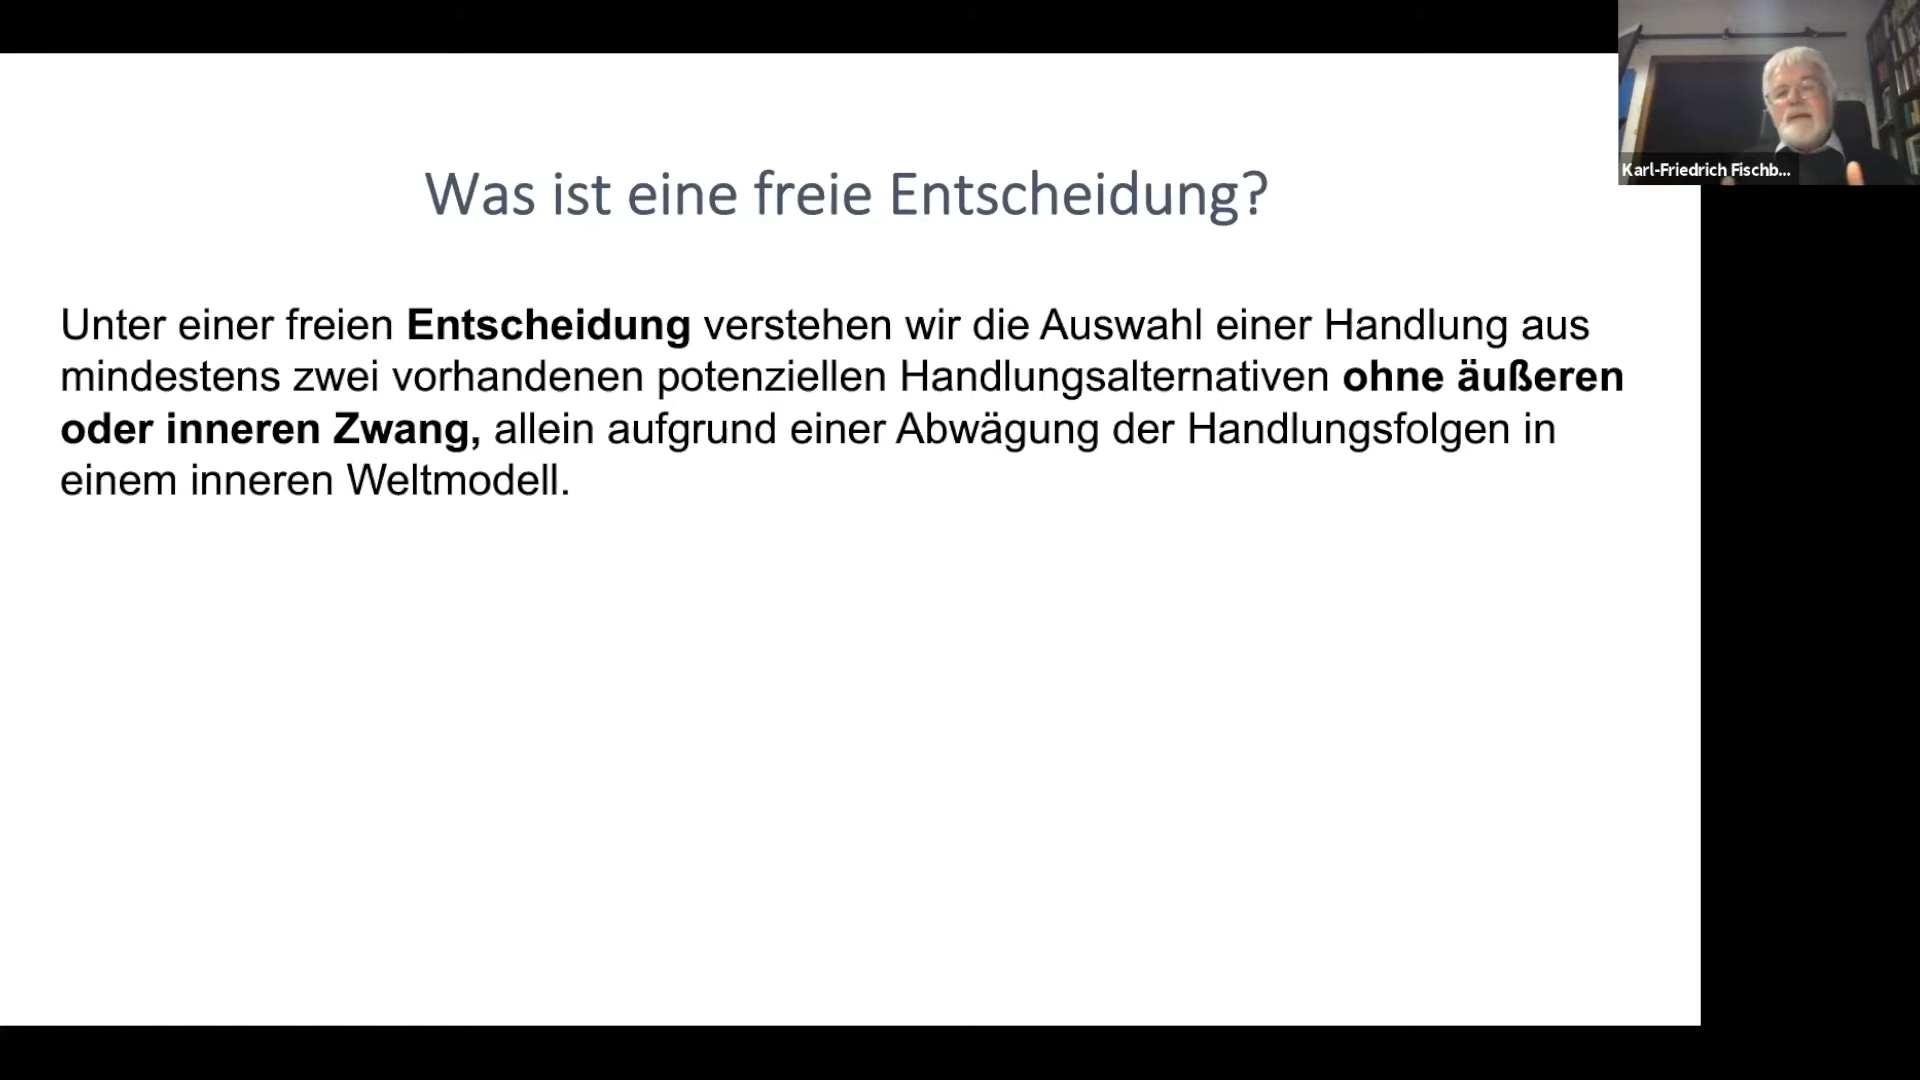 Was ist eine freie Entscheidung?
Unter einer freien Entscheidung verstehen wir die Auswahl einer Handlung aus
mindestens zwei vorhandenen potenziellen Handlungsalternativen ohne äußeren
oder inneren Zwang, allein aufgrund einer Abwägung der Handlungsfolgen in
einem inneren Weltmodell.
Karl-Friedrich Fischb...